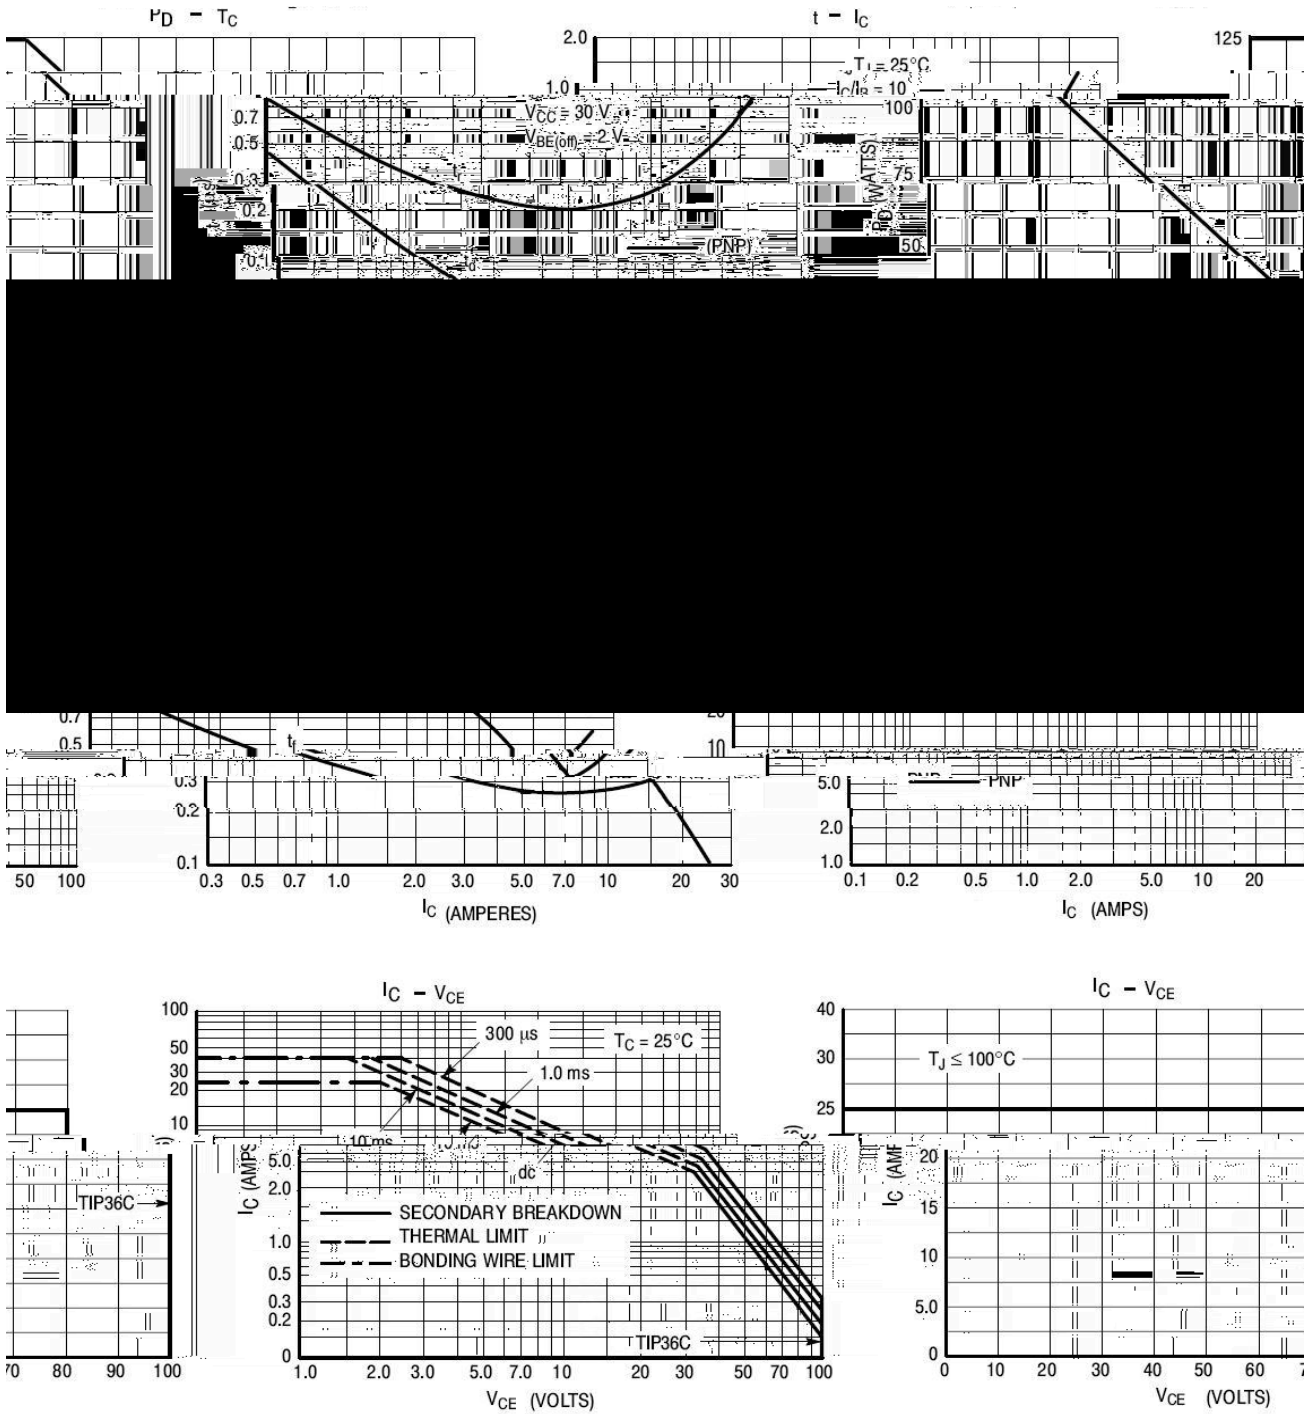 PD – TC
t – IC
2.0
125
TJ = 25°C
1.0
IC/IB = 10
VCC = 30 V
VBE(off) = 2 V
100
0.7
0.5
0.3
tr
75
PD (WATTS)
0.2
(PNP)
50
0.1
td
0.7
0.5
tf
10
0.3
PNP
5.0
0.2
2.0
0.1
1.0
50 100
0.3 0.5 0.7 1.0 2.0 3.0 5.0 7.0 10 20 30
0.1 0.2 0.5 1.0 2.0 5.0 10 20
IC (AMPERES)
IC (AMPS)
IC – VCE
IC – VCE
100
50
30
20
10
300 µs
TC = 25°C
1.0 ms
10 ms
40
30
25
TJ ≤ 100°C
IC (AMPS
5.0
2.0
1.0
0.5
0.3
0.2
0
dc
TIP36C
SECONDARY BREAKDOWN
THERMAL LIMIT
BONDING WIRE LIMIT
TIP36C
IC
20
15
10
5.0
0
70 80 90 100
1.0 2.0 3.0 5.0 7.0 10 20 30 50 70 100
0 10 20 30 40 50 60
VCE (VOLTS)
VCE (VOLTS)